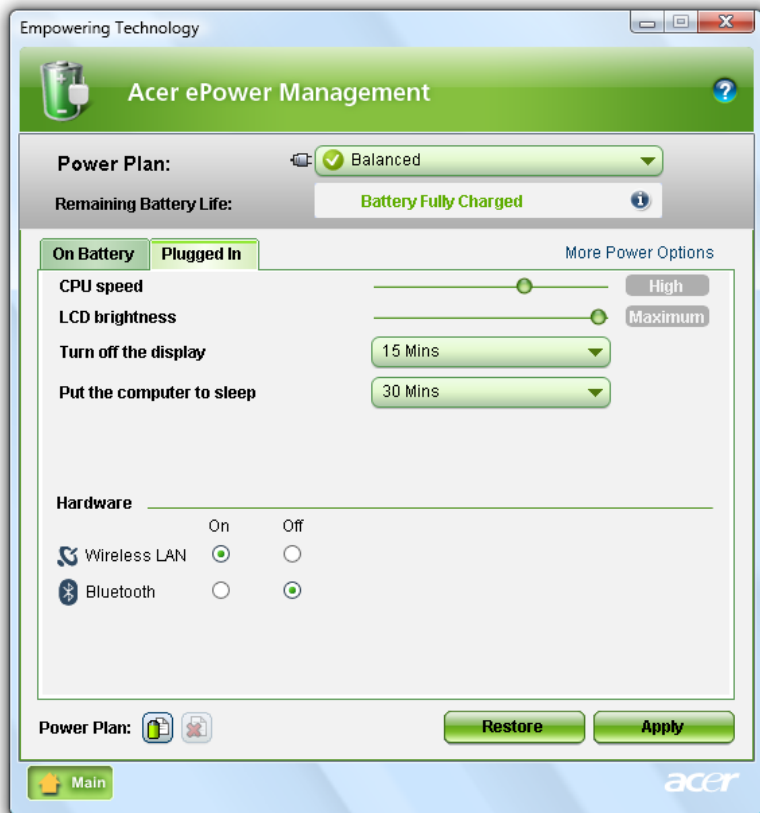 Empowering Technology
Acer ePower Management
?
Power Plan: Balanced
Remaining Battery Life: Battery Fully Charged
On Battery Plugged In More Power Options
CPU speed High
LCD brightness Maximum
Turn off the display 15 Mins
Put the computer to sleep 30 Mins
Hardware
On Off
Wireless LAN
Bluetooth
Power Plan: Restore Apply
Main acer